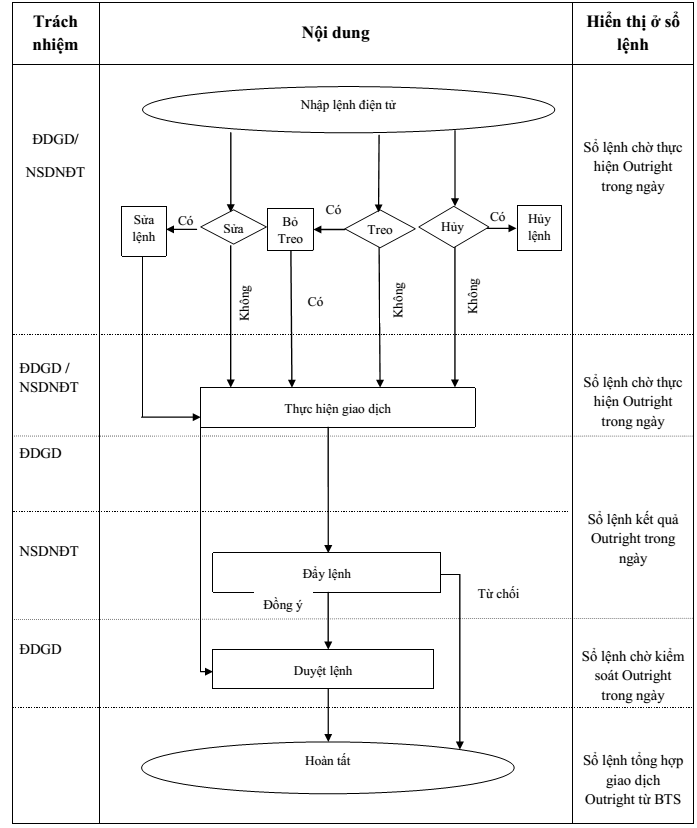 Trách
nhiệm
Nội dung
Hiển thị ở sổ
lệnh
Nhập lệnh điện tử
ĐDGD/
NSDNĐT
Sổ lệnh chờ thực
hiện Outright
trong ngày
Sửa
lệnh
Có
Sửa
Bỏ
Treo
Có
Treo
Hủy
Có
Hủy
lệnh
Không
Có
Không
Không
ĐDGD /
NSDNĐT
Thực hiện giao dịch
Sổ lệnh chờ thực
hiện Outright
trong ngày
ĐDGD
NSDNĐT
Sổ lệnh kết quả
Outright trong
ngày
Đẩy lệnh
Đồng ý
Từ chối
ĐDGD
Duyệt lệnh
Sổ lệnh chờ kiểm
soát Outright
trong ngày
Hoàn tất
Sổ lệnh tổng hợp
giao dịch
Outright từ BTS